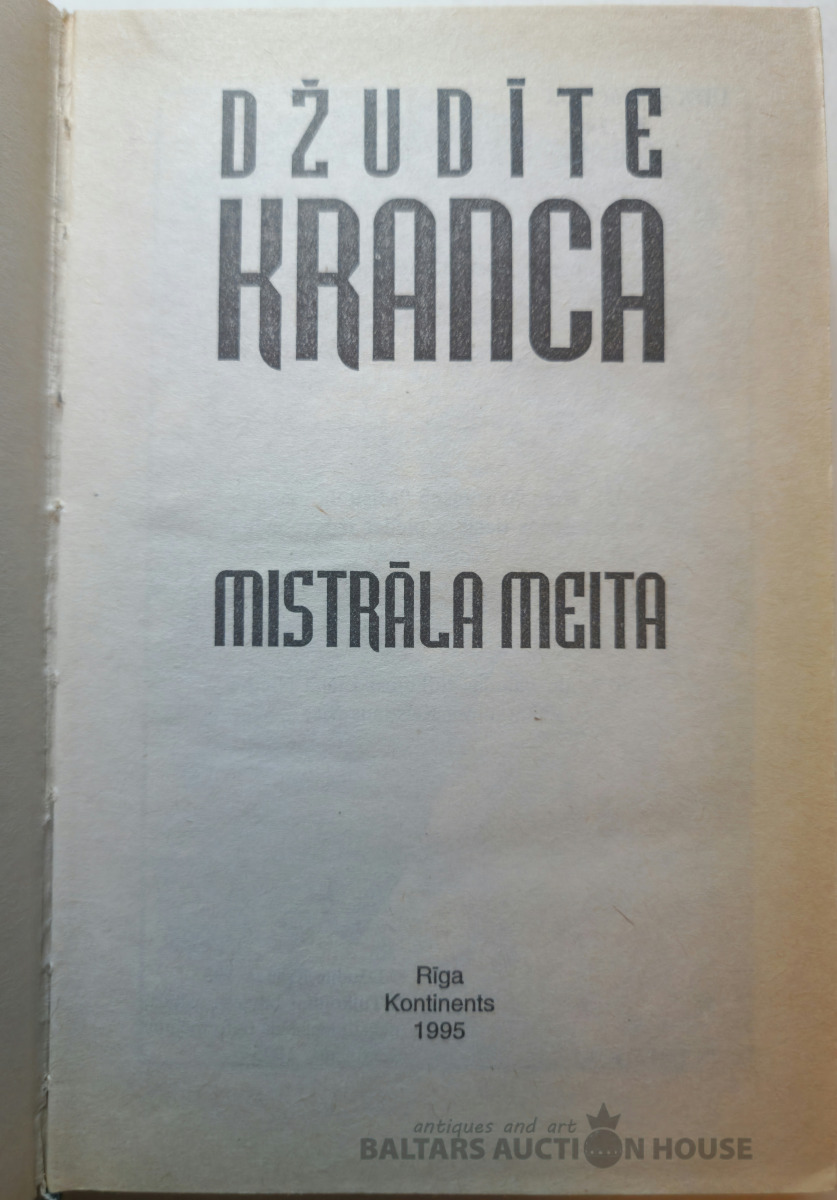 DŽUDĪTE
KRANCA
MISTRĀLA MEITA
Rīga
Kontinents
1995
antiques and art
BALTARS AUCTION HOUSE